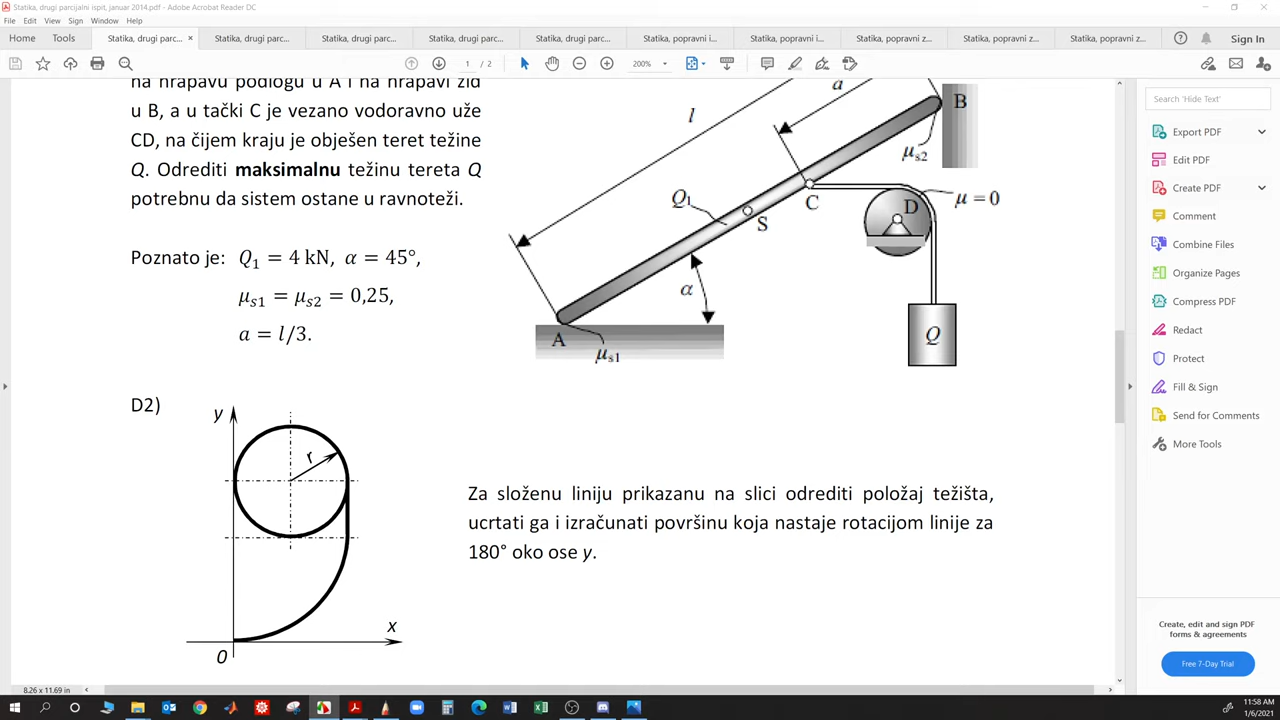 Statika, drugi parcijalni ispit, januar 2014.pdf - Adobe Acrobat Reader DC
File Edit View Sign Window Help
Home Tools Statika, drugi parc... × Statika, drugi parc... Statika, drugi parc... Statika, drugi parc... Statika, drugi parc... Statika, popravni i... Statika, popravni i... Statika, popravni z... Statika, popravni z... Statika, popravni z... Sign In
1 / 2 200%
na hrapavu podlogu u A i na hrapavi zid
u B, a u tački C je vezano vodoravno uže
CD, na čijem kraju je obješen teret težine
Q. Odrediti maksimalnu težinu tereta Q
potrebnu da sistem ostane u ravnoteži.
Poznato je: Q₁ = 4 kN, α = 45°,
μₛ₁ = μₛ₂ = 0,25,
a = l/3.
l
a
B
μs2
Q₁
S
C
D
μ = 0
α
A
μs1
Q
D2)
y
r
x
0
Za složenu liniju prikazanu na slici odrediti položaj težišta,
ucrtati ga i izračunati površinu koja nastaje rotacijom linije za
180° oko ose y.
8.26 x 11.69 in
Search 'Hide Text'
Export PDF
Edit PDF
Create PDF
Comment
Combine Files
Organize Pages
Compress PDF
Redact
Protect
Fill & Sign
Send for Comments
More Tools
Create, edit and sign PDF
forms & agreements
Free 7-Day Trial
11:58 AM
1/6/2021